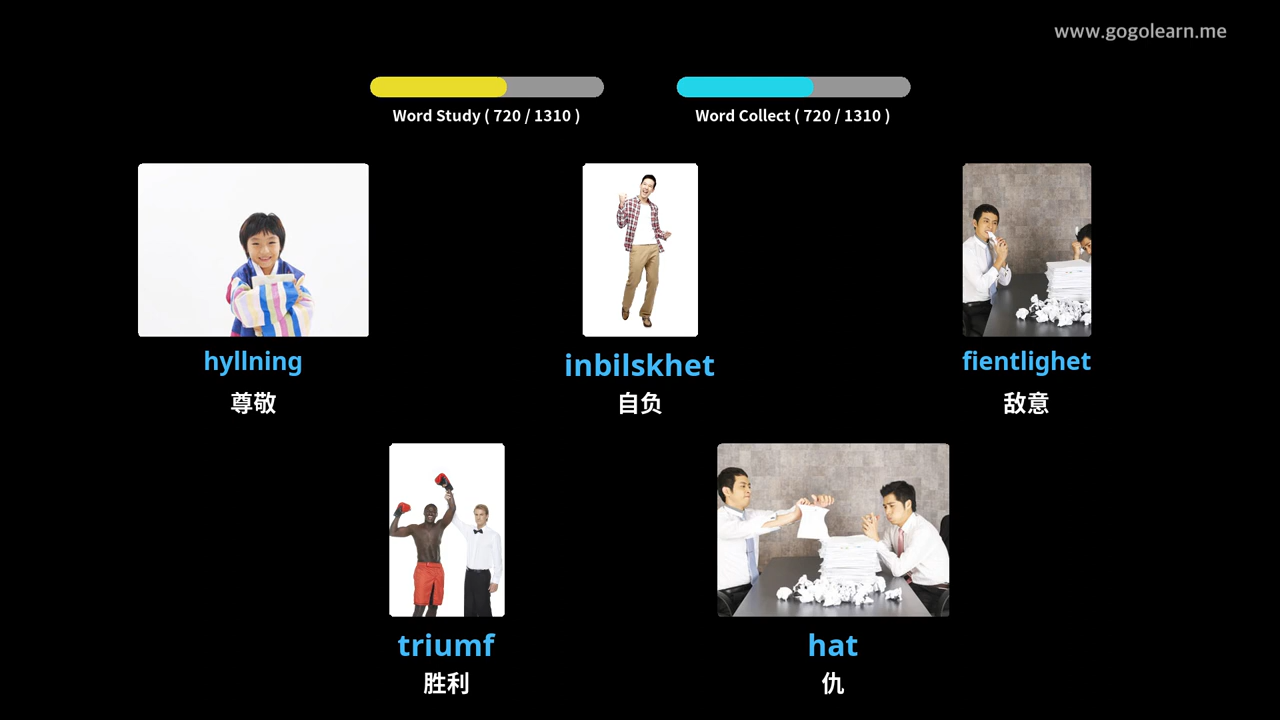 www.gogolearn.me
Word Study ( 720 / 1310 )
Word Collect ( 720 / 1310 )
hyllning
尊敬
inbilskhet
自负
fientlighet
敌意
triumf
胜利
hat
仇